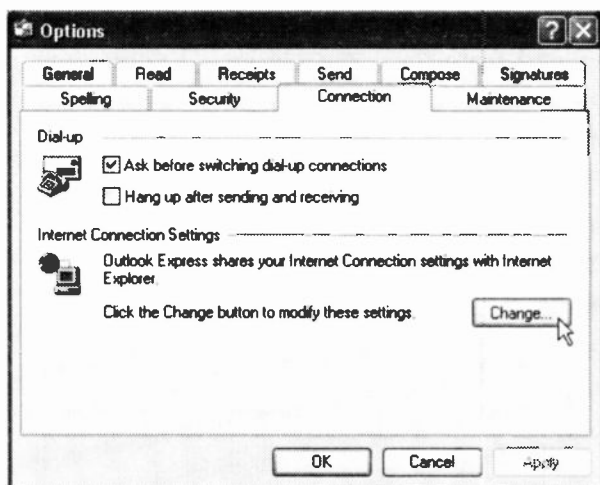 Options
General Read Receipts Send Compose Signatures
Spelling Security Connection Maintenance
Dial-up
Ask before switching dial-up connections
Hang up after sending and receiving
Internet Connection Settings
Outlook Express shares your Internet Connection settings with Internet
Explorer.
Click the Change button to modify these settings.
Change...
OK Cancel Apply